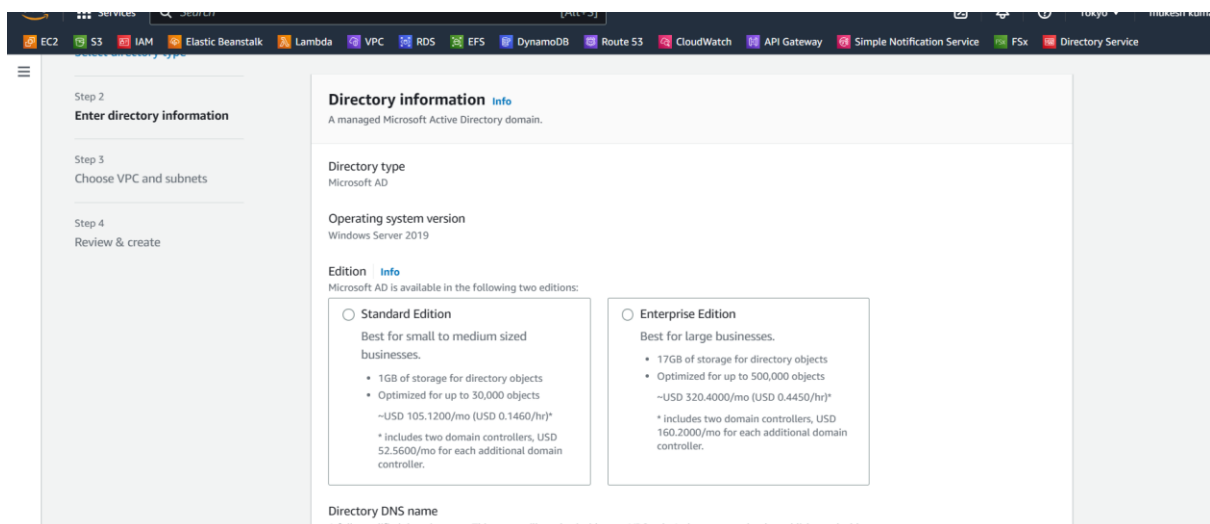 Services Search [Alt+S] Tokyo mukesh kuma
EC2 S3 IAM Elastic Beanstalk Lambda VPC RDS EFS DynamoDB Route 53 CloudWatch API Gateway Simple Notification Service FSx Directory Service
Select directory type
Step 2
Enter directory information
Step 3
Choose VPC and subnets
Step 4
Review & create
Directory information Info
A managed Microsoft Active Directory domain.
Directory type
Microsoft AD
Operating system version
Windows Server 2019
Edition Info
Microsoft AD is available in the following two editions:
Standard Edition
Best for small to medium sized
businesses.
• 1GB of storage for directory objects
• Optimized for up to 30,000 objects
~USD 105.1200/mo (USD 0.1460/hr)*
* includes two domain controllers, USD
52.5600/mo for each additional domain
controller.
Enterprise Edition
Best for large businesses.
• 17GB of storage for directory objects
• Optimized for up to 500,000 objects
~USD 320.4000/mo (USD 0.4450/hr)*
* includes two domain controllers, USD
160.2000/mo for each additional domain
controller.
Directory DNS name